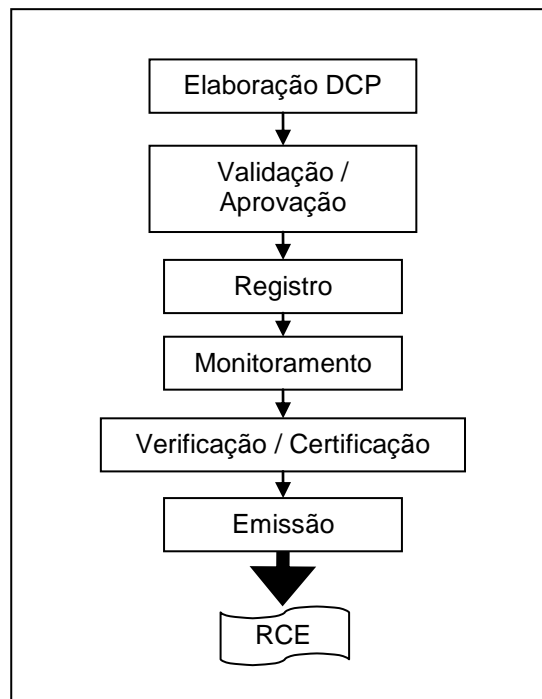 Elaboração DCP
Validação /
Aprovação
Registro
Monitoramento
Verificação / Certificação
Emissão
RCE